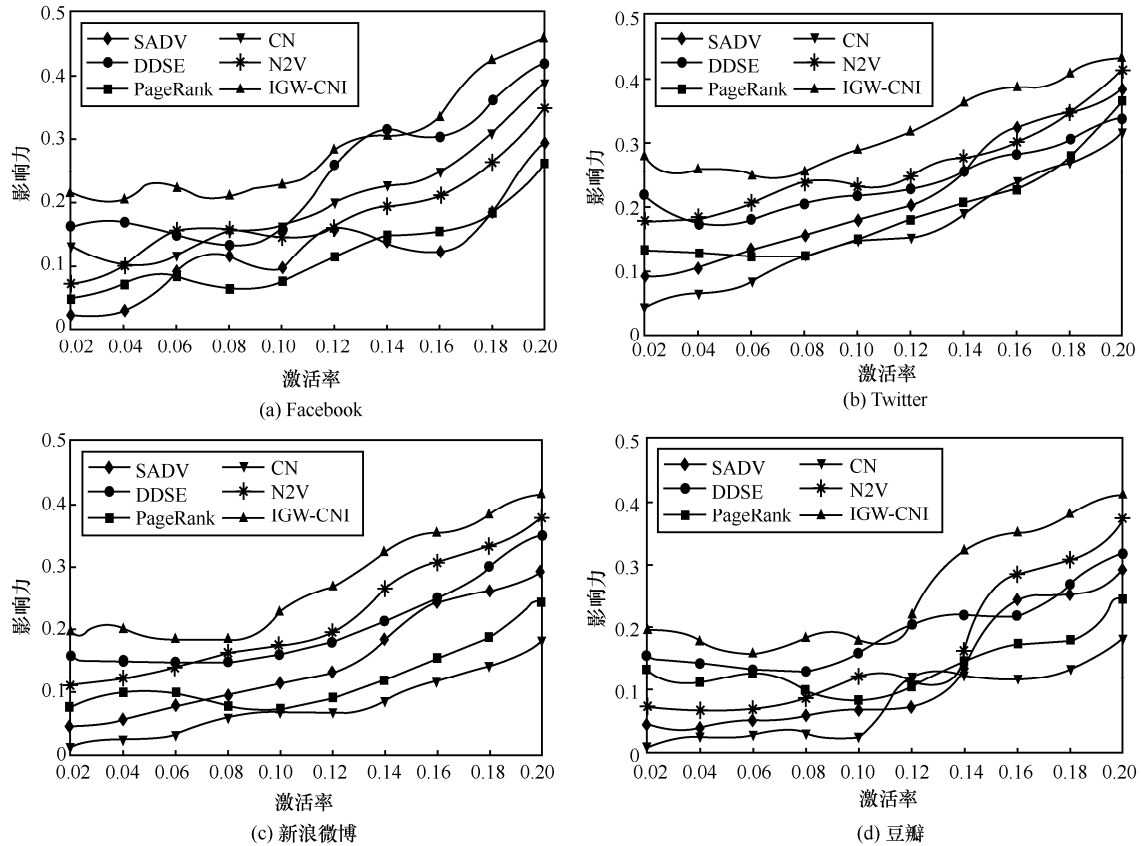 0.5
0.4
0.3
0.2
0.1
0
影响力
SADV
DDSE
PageRank
CN
N2V
IGW-CNI
0.02 0.04 0.06 0.08 0.10 0.12 0.14 0.16 0.18 0.20
激活率
(a) Facebook
0.5
0.4
0.3
0.2
0.1
0
影响力
SADV
DDSE
PageRank
CN
N2V
IGW-CNI
0.02 0.04 0.06 0.08 0.10 0.12 0.14 0.16 0.18 0.20
激活率
(b) Twitter
0.5
0.4
0.3
0.2
0.1
0
影响力
SADV
DDSE
PageRank
CN
N2V
IGW-CNI
0.02 0.04 0.06 0.08 0.10 0.12 0.14 0.16 0.18 0.20
激活率
(c) 新浪微博
0.5
0.4
0.3
0.2
0.1
0
影响力
SADV
DDSE
PageRank
CN
N2V
IGW-CNI
0.02 0.04 0.06 0.08 0.10 0.12 0.14 0.16 0.18 0.20
激活率
(d) 豆瓣